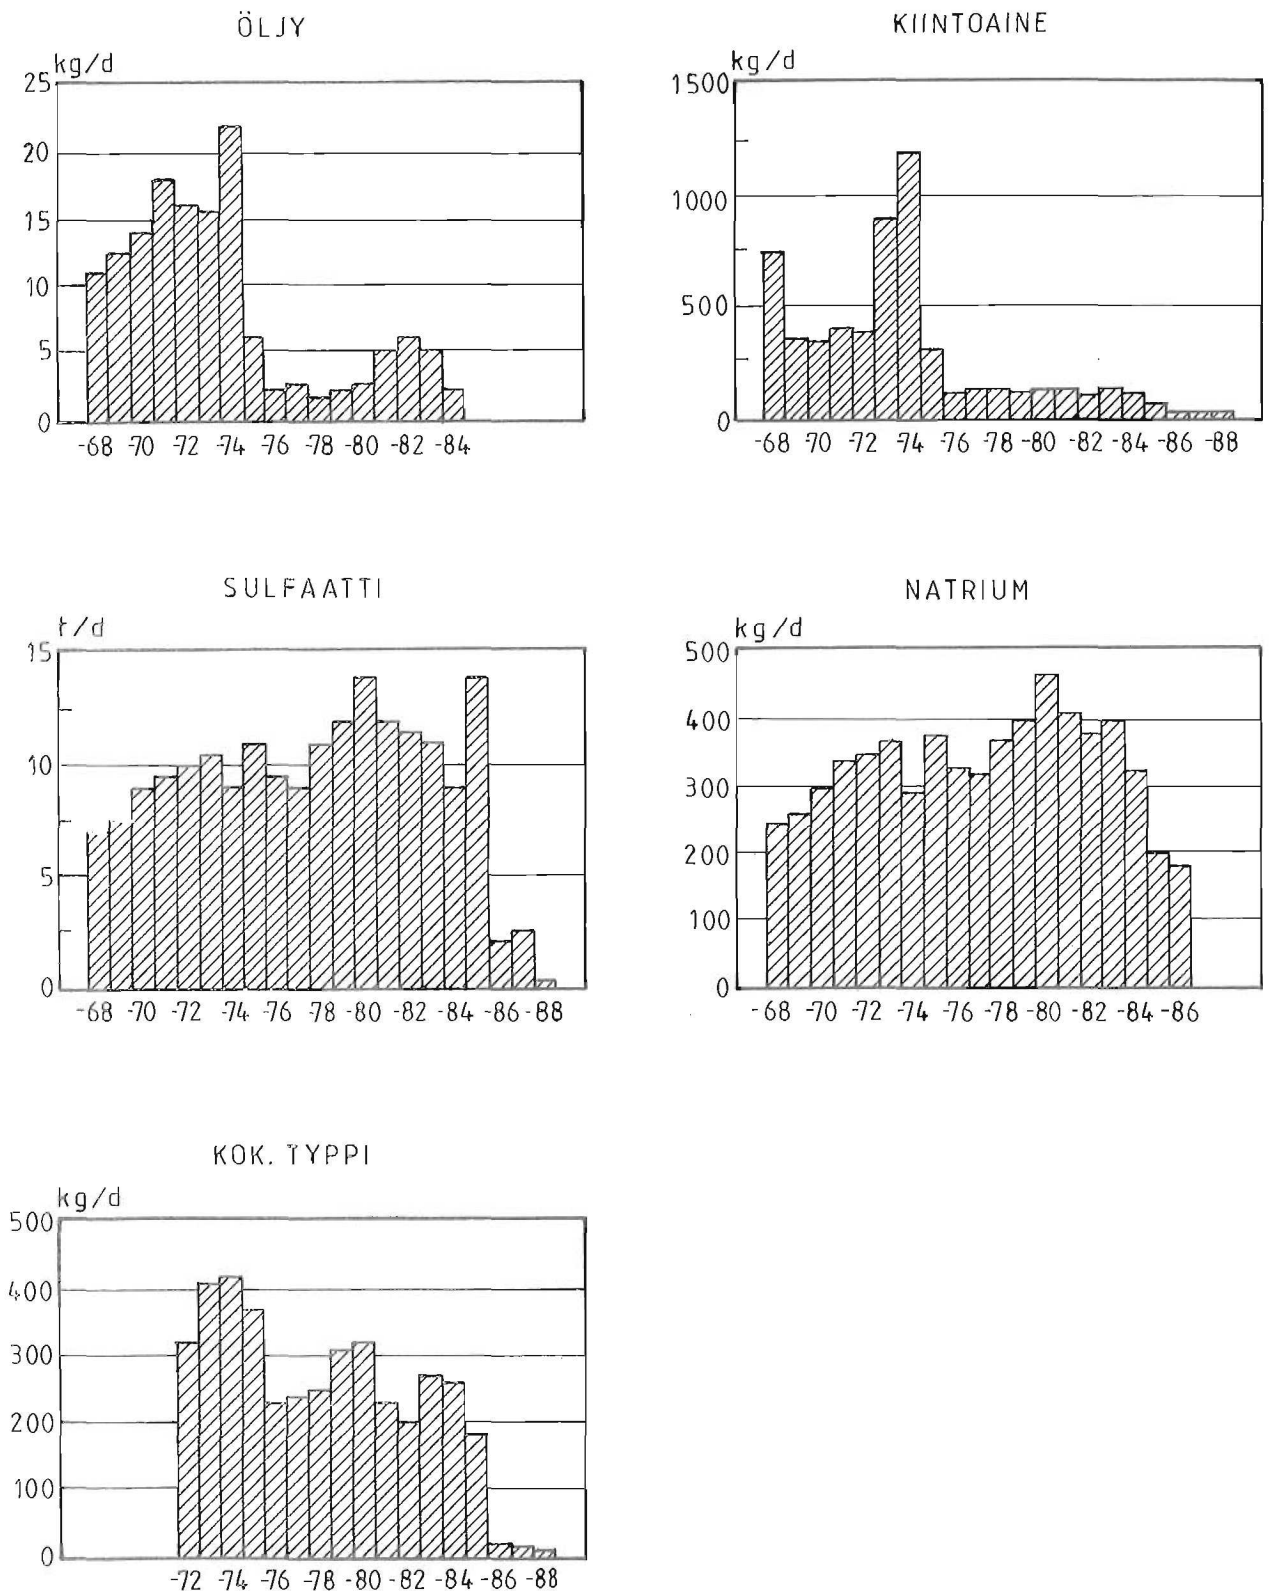 ÖLJY
kg/d
25
20
15
10
5
0
-68 -70 -72 -74 -76 -78 -80 -82 -84
KIINTOAINE
kg/d
1500
1000
500
0
-68 -70 -72 -74 -76 -78 -80 -82 -84 -86 -88
SULFAATTI
t/d
15
10
5
0
-68 -70 -72 -74 -76 -78 -80 -82 -84 -86 -88
NATRIUM
kg/d
500
400
300
200
100
0
-68 -70 -72 -74 -76 -78 -80 -82 -84 -86
KOK. TYPPI
kg/d
500
400
300
200
100
0
-72 -74 -76 -78 -80 -82 -84 -86 -88